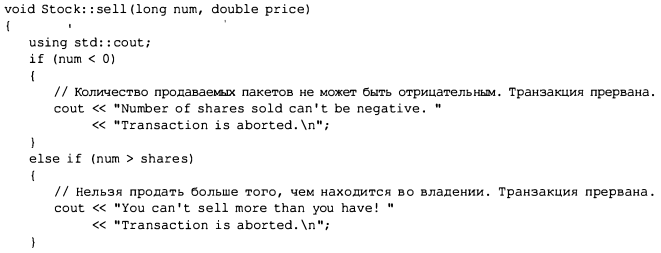 void Stock::sell(long num, double price)
{
using std::cout;
if (num < 0)
{
// Количество продаваемых пакетов не может быть отрицательным. Транзакция прервана.
cout << "Number of shares sold can't be negative. "
<< "Transaction is aborted.\n";
}
else if (num > shares)
{
// Нельзя продать больше того, чем находится во владении. Транзакция прервана.
cout << "You can't sell more than you have! "
<< "Transaction is aborted.\n";
}